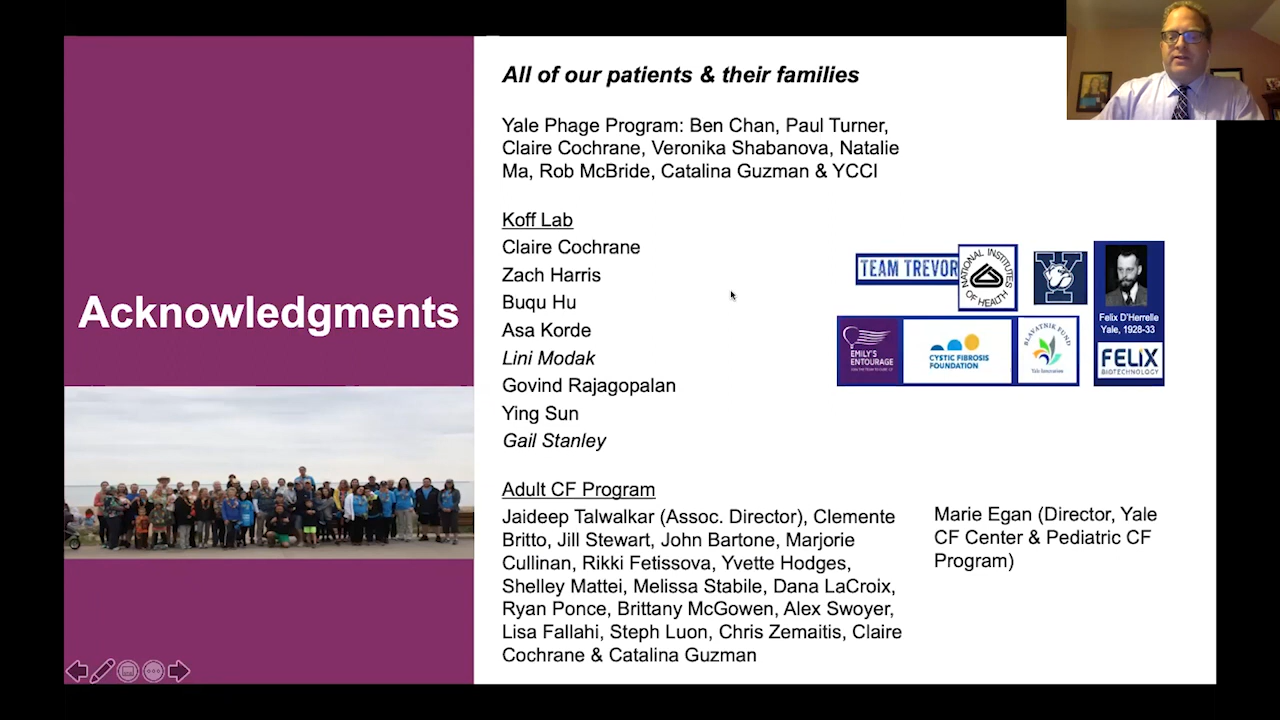 All of our patients & their families
Yale Phage Program: Ben Chan, Paul Turner,
Claire Cochrane, Veronika Shabanova, Natalie
Ma, Rob McBride, Catalina Guzman & YCCI
Koff Lab
Claire Cochrane
Zach Harris
Buqu Hu
Asa Korde
Lini Modak
Govind Rajagopalan
Ying Sun
Gail Stanley
Acknowledgments
TEAM TREVOR
NATIONAL INSTITUTES
OF HEALTH
Y
Felix D'Herrelle
Yale, 1928-33
EMILY'S
ENTOURAGE
CYSTIC FIBROSIS
FOUNDATION
BLAVATNIK FUND
Yale Innovation
FELIX
BIOTECHNOLOGY
Adult CF Program
Jaideep Talwalkar (Assoc. Director), Clemente
Britto, Jill Stewart, John Bartone, Marjorie
Cullinan, Rikki Fetissova, Yvette Hodges,
Shelley Mattei, Melissa Stabile, Dana LaCroix,
Ryan Ponce, Brittany McGowen, Alex Swoyer,
Lisa Fallahi, Steph Luon, Chris Zemaitis, Claire
Cochrane & Catalina Guzman
Marie Egan (Director, Yale
CF Center & Pediatric CF
Program)